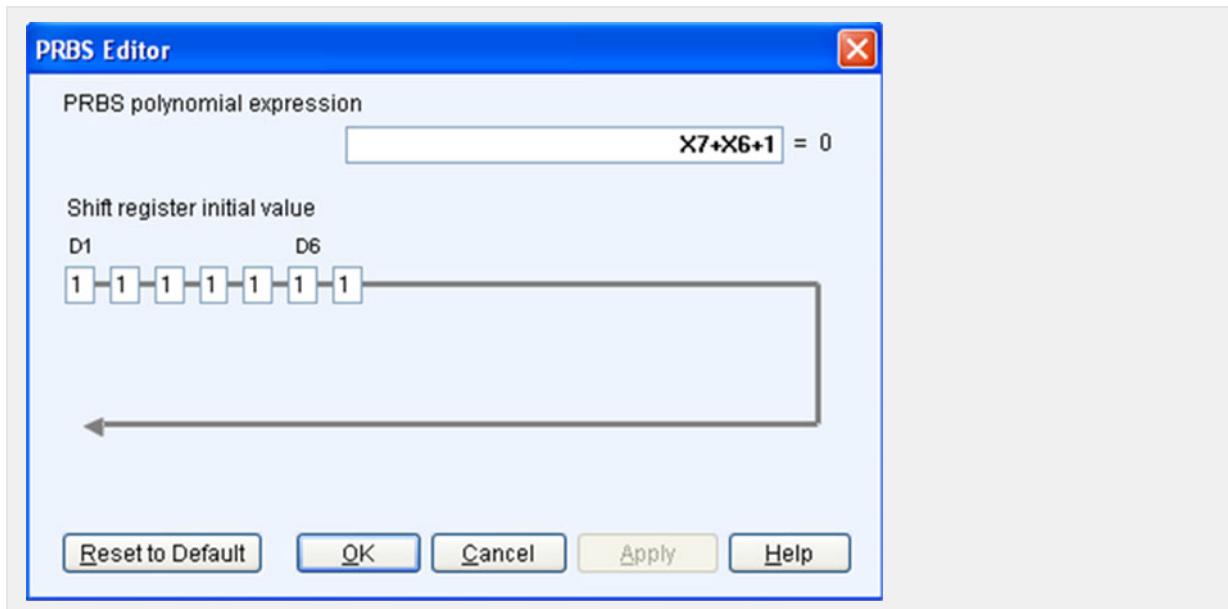 PRBS Editor
PRBS polynomial expression
X7+X6+1 = 0
Shift register initial value
D1 D6
1 1 1 1 1 1 1
Reset to Default OK Cancel Apply Help